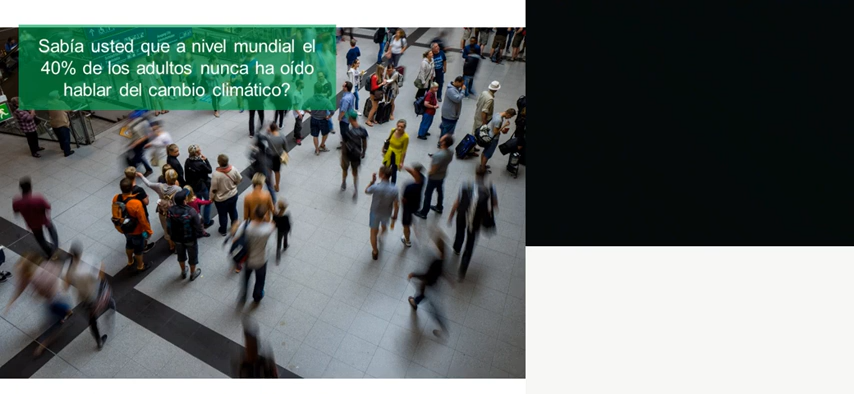 Sabía usted que a nivel mundial el
40% de los adultos nunca ha oído
hablar del cambio climático?